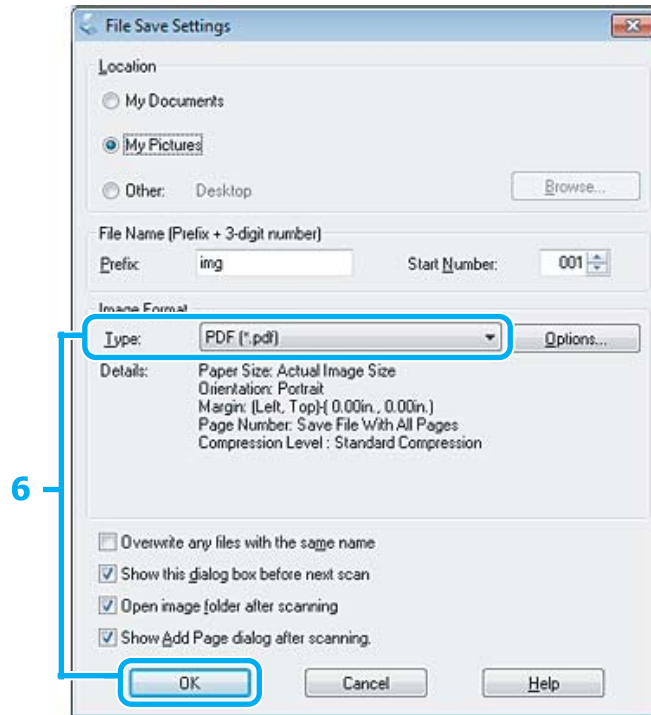 File Save Settings
Location
My Documents
My Pictures
Other: Desktop Browse...
File Name (Prefix + 3-digit number)
Prefix: img Start Number: 001
Image Format
Type: PDF (*.pdf) Options...
Details: Paper Size: Actual Image Size
Orientation: Portrait
Margin: (Left, Top)-( 0.00in., 0.00in.)
Page Number: Save File With All Pages
Compression Level : Standard Compression
6
Overwrite any files with the same name
Show this dialog box before next scan
Open image folder after scanning
Show Add Page dialog after scanning.
OK Cancel Help